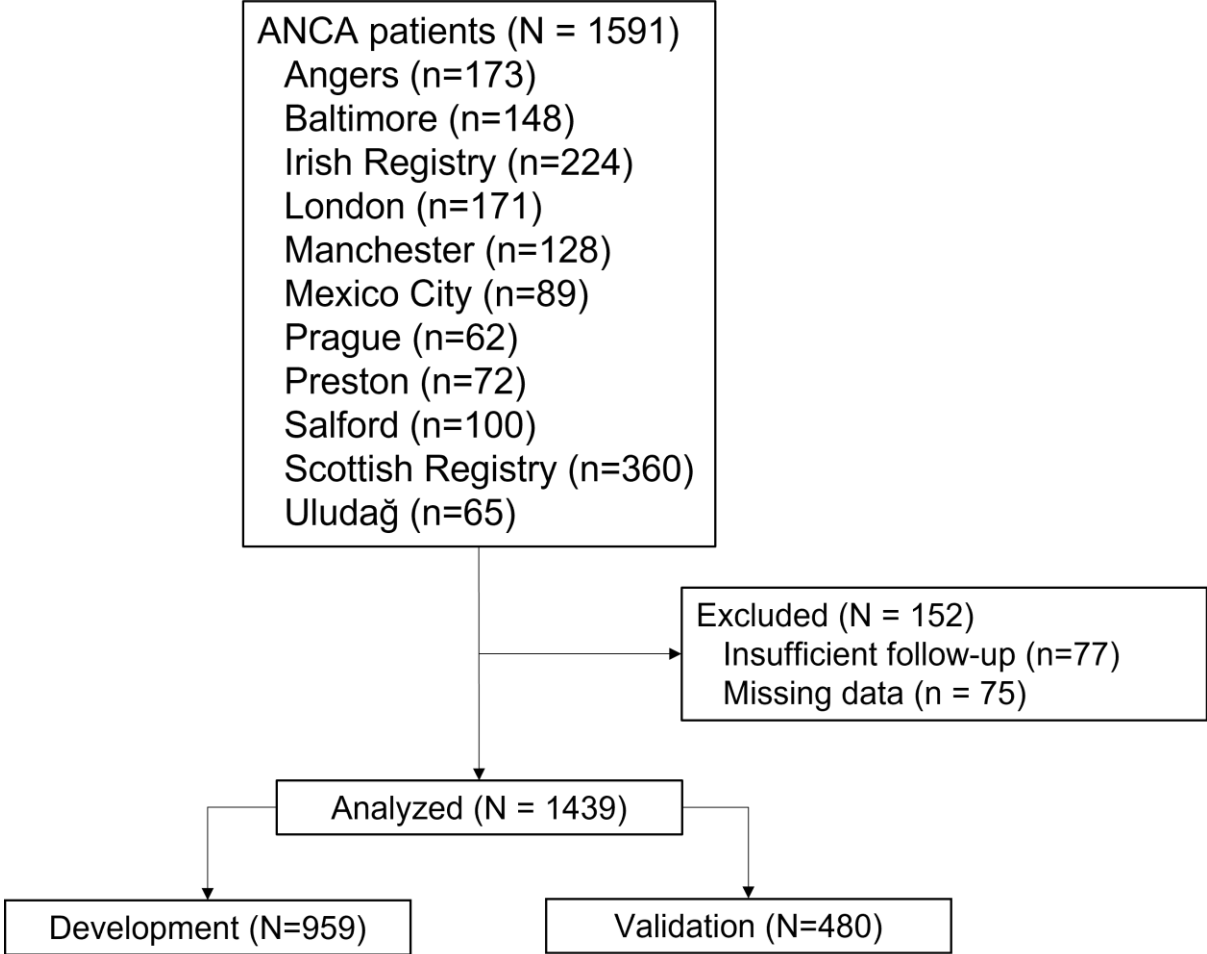 ANCA patients (N = 1591)
Angers (n=173)
Baltimore (n=148)
Irish Registry (n=224)
London (n=171)
Manchester (n=128)
Mexico City (n=89)
Prague (n=62)
Preston (n=72)
Salford (n=100)
Scottish Registry (n=360)
Uludağ (n=65)
Excluded (N = 152)
Insufficient follow-up (n=77)
Missing data (n = 75)
Analyzed (N = 1439)
Development (N=959)
Validation (N=480)